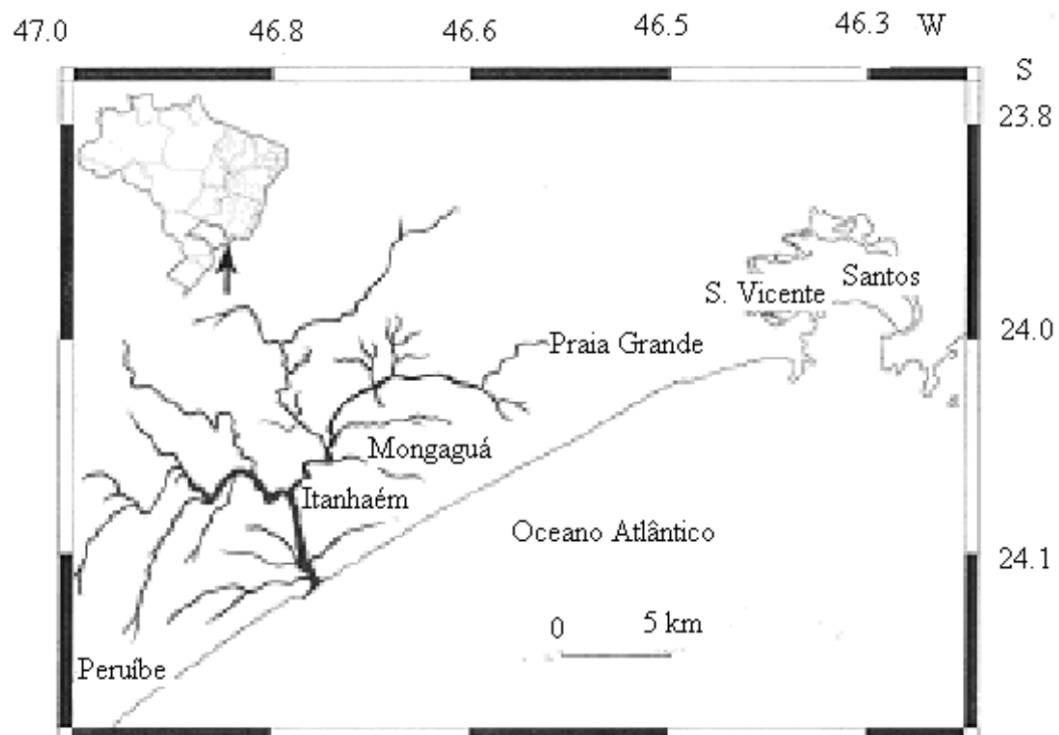 47.0 46.8 46.6 46.5 46.3 W
S
23.8
Santos
S. Vicente
24.0
Praia Grande
Mongaguá
Itanhaém
Oceano Atlântico
24.1
0 5 km
Peruíbe